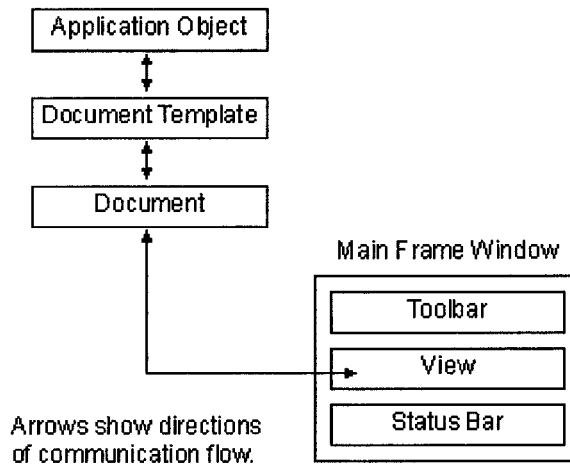 Application Object
Document Template
Document
Main Frame Window
Toolbar
View
Status Bar
Arrows show directions
of communication flow.